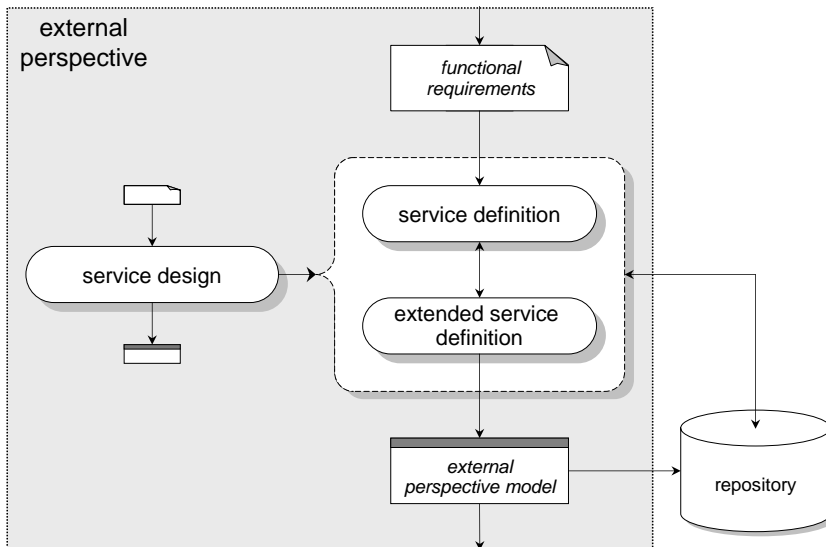 external
perspective
functional
requirements
service definition
service design
extended service
definition
external
perspective model
repository